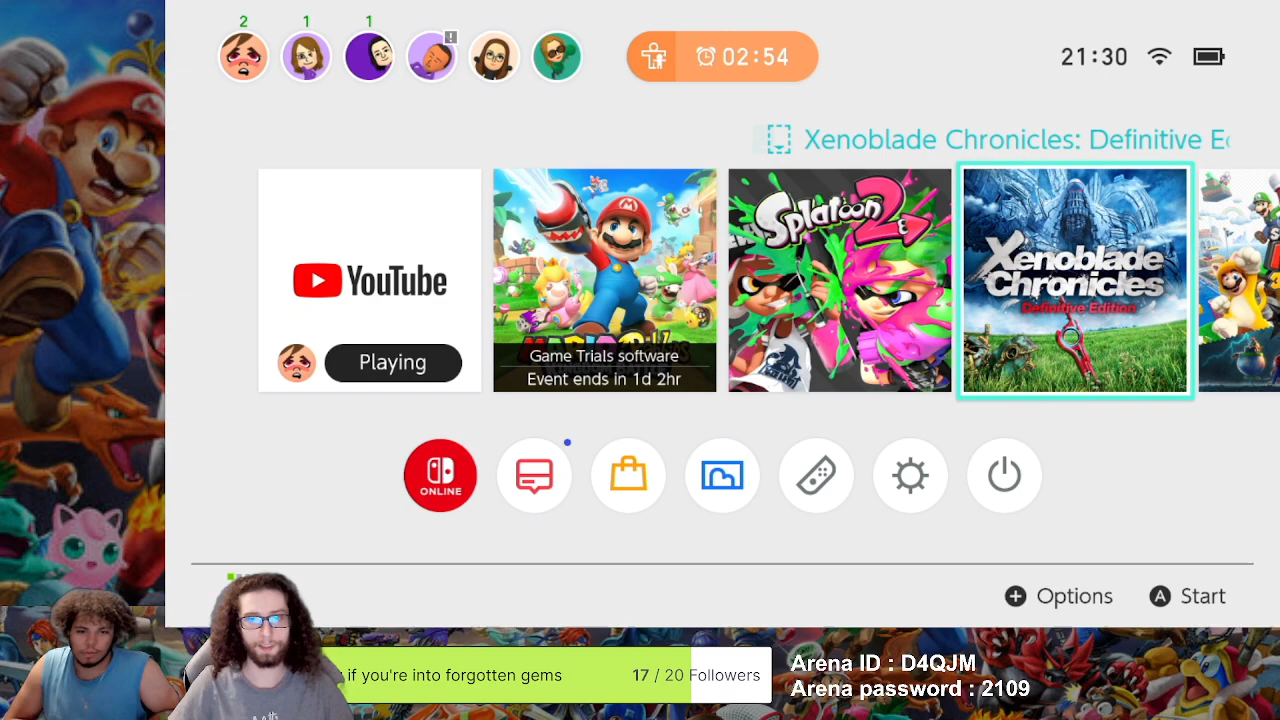 2 1 1
!
02:54
21:30
Xenoblade Chronicles: Definitive E
YouTube
Playing
Game Trials software
Event ends in 1d 2hr
Splatoon 2
Xenoblade
Chronicles
Definitive Edition
ONLINE
+ Options
A Start
if you're into forgotten gems
17 / 20 Followers
Arena ID : D4QJM
Arena password : 2109